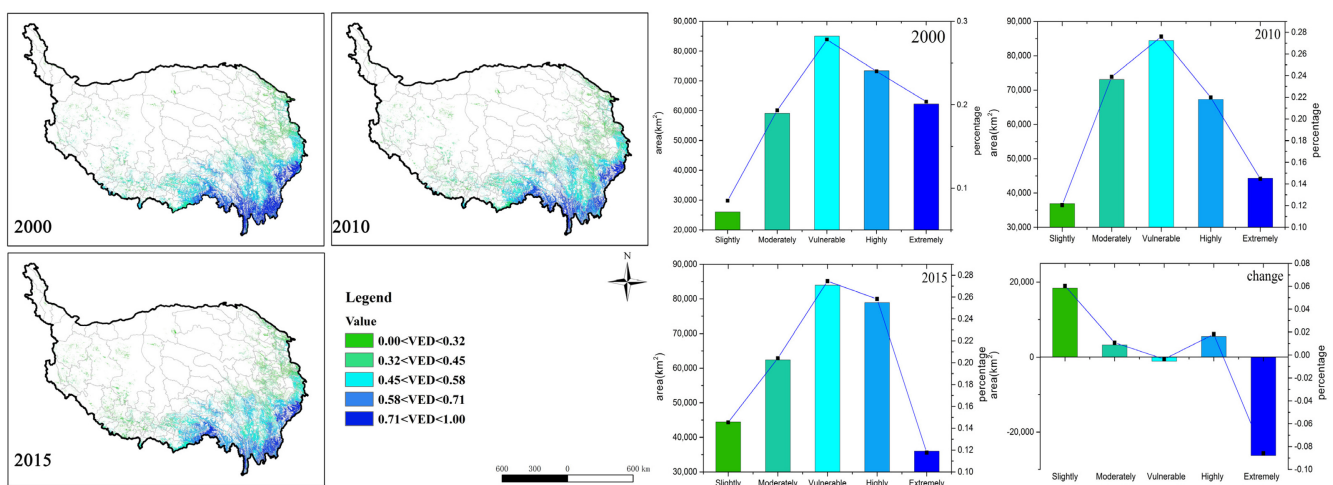 2000
2010
2015
N
Legend
Value
0.00<VED<0.32
0.32<VED<0.45
0.45<VED<0.58
0.58<VED<0.71
0.71<VED<1.00
600 300 0 600 km
2000
area(km²)
90,000
80,000
70,000
60,000
50,000
40,000
30,000
20,000
percentage
0.3
0.2
0.1
Slightly Moderately Vulnerable Highly Extremely
2010
area(km²)
90,000
80,000
70,000
60,000
50,000
40,000
30,000
percentage
0.28
0.26
0.24
0.22
0.20
0.18
0.16
0.14
0.12
0.10
Slightly Moderately Vulnerable Highly Extremely
2015
area(km²)
90,000
80,000
70,000
60,000
50,000
40,000
30,000
percentage
0.28
0.26
0.24
0.22
0.20
0.18
0.16
0.14
0.12
0.10
Slightly Moderately Vulnerable Highly Extremely
change
area(km²)
20,000
0
-20,000
percentage
0.08
0.06
0.04
0.02
0.00
-0.02
-0.04
-0.06
-0.08
-0.10
Slightly Moderately Vulnerable Highly Extremely